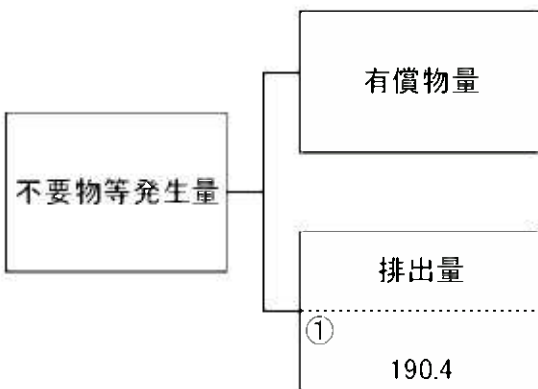 有償物量
不要物等発生量
排出量
①
190.4